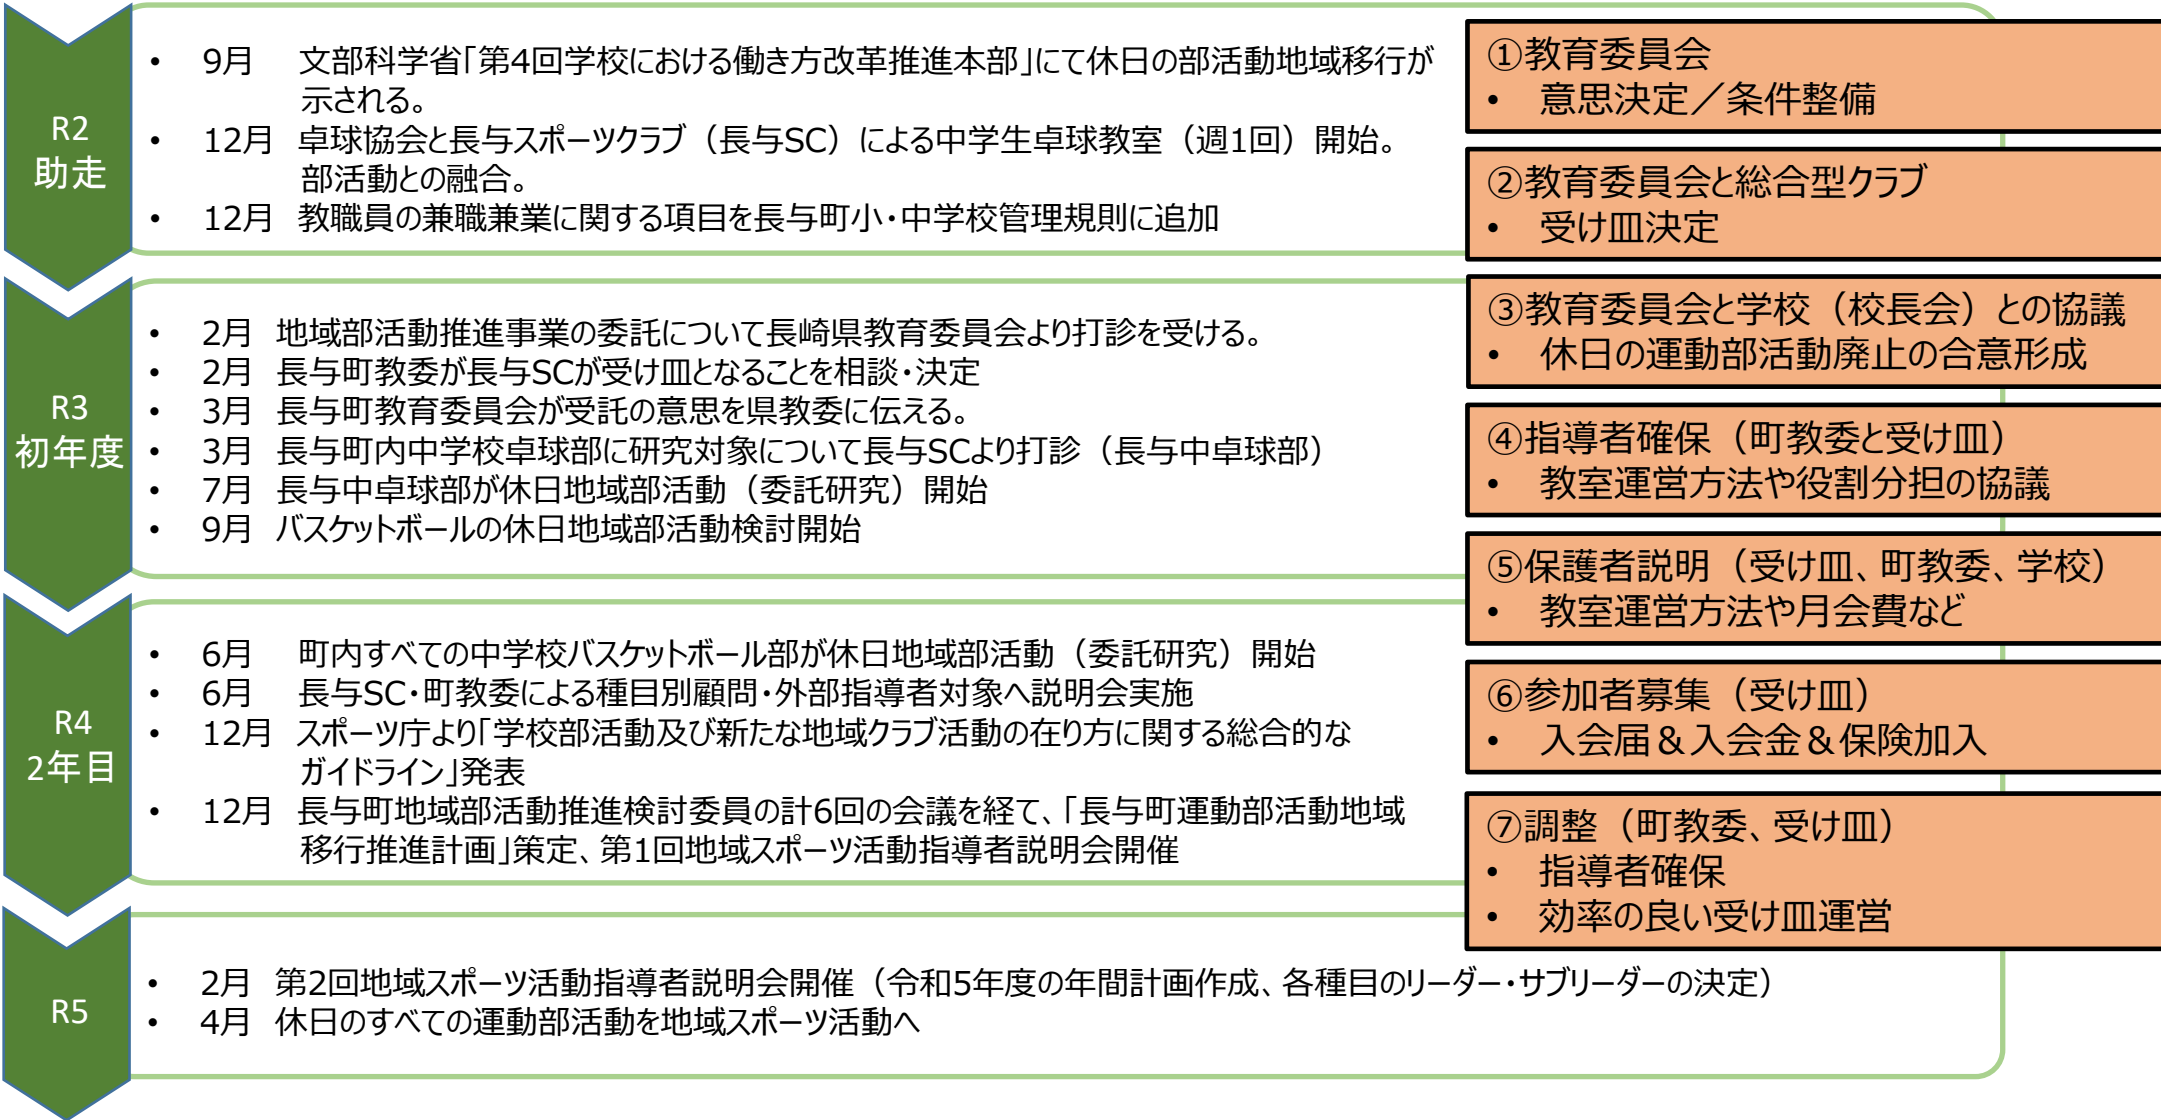 R2
助走
• 9月 文部科学省「第4回学校における働き方改革推進本部」にて休日の部活動地域移行が
示される。
• 12月 卓球協会と長与スポーツクラブ（長与SC）による中学生卓球教室（週1回）開始。
部活動との融合。
• 12月 教職員の兼職兼業に関する項目を長与町小・中学校管理規則に追加
R3
初年度
• 2月 地域部活動推進事業の委託について長崎県教育委員会より打診を受ける。
• 2月 長与町教委が長与SCが受け皿となることを相談・決定
• 3月 長与町教育委員会が受託の意思を県教委に伝える。
• 3月 長与町内中学校卓球部に研究対象について長与SCより打診（長与中卓球部）
• 7月 長与中卓球部が休日地域部活動（委託研究）開始
• 9月 バスケットボールの休日地域部活動検討開始
R4
2年目
• 6月 町内すべての中学校バスケットボール部が休日地域部活動（委託研究）開始
• 6月 長与SC・町教委による種目別顧問・外部指導者対象へ説明会実施
• 12月 スポーツ庁より「学校部活動及び新たな地域クラブ活動の在り方に関する総合的な
ガイドライン」発表
• 12月 長与町地域部活動推進検討委員の計6回の会議を経て、「長与町運動部活動地域
移行推進計画」策定、第1回地域スポーツ活動指導者説明会開催
R5
• 2月 第2回地域スポーツ活動指導者説明会開催（令和5年度の年間計画作成、各種目のリーダー・サブリーダーの決定）
• 4月 休日のすべての運動部活動を地域スポーツ活動へ
①教育委員会
• 意思決定／条件整備
②教育委員会と総合型クラブ
• 受け皿決定
③教育委員会と学校（校長会）との協議
• 休日の運動部活動廃止の合意形成
④指導者確保（町教委と受け皿）
• 教室運営方法や役割分担の協議
⑤保護者説明（受け皿、町教委、学校）
• 教室運営方法や月会費など
⑥参加者募集（受け皿）
• 入会届＆入会金＆保険加入
⑦調整（町教委、受け皿）
• 指導者確保
• 効率の良い受け皿運営